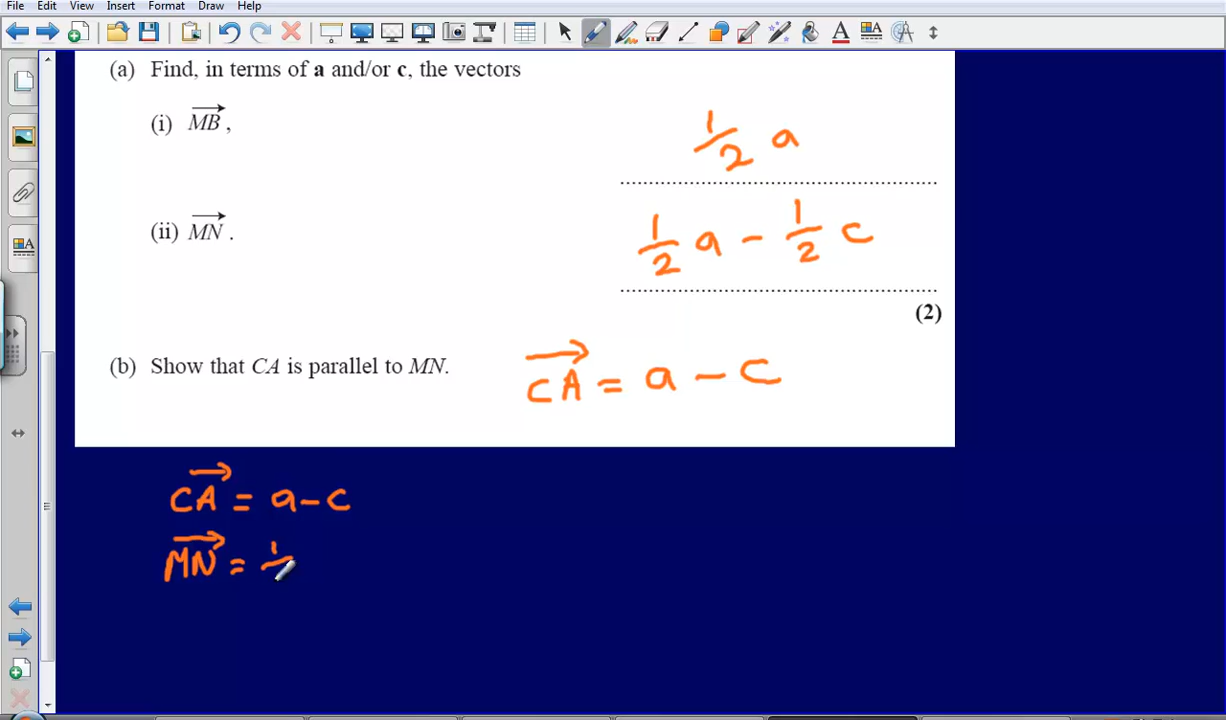 File Edit View Insert Format Draw Help
(a) Find, in terms of a and/or c, the vectors
(i) MB,
1/2 a
(ii) MN.
1/2 a - 1/2 c
(2)
(b) Show that CA is parallel to MN.
CA = a - c
CA = a - c
MN = 1/